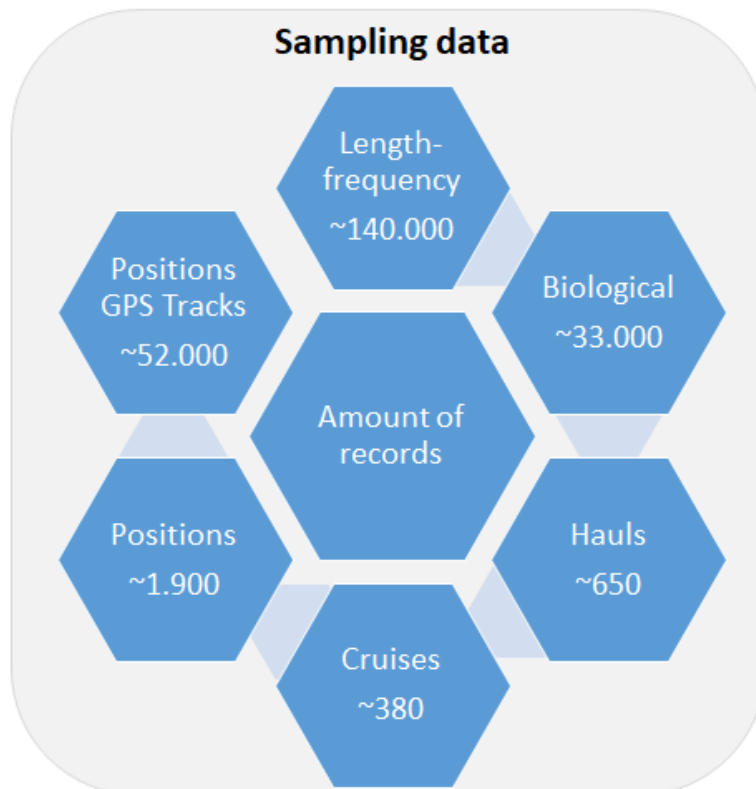 Sampling data
Length-
frequency
~140.000
Positions
GPS Tracks
~52.000
Biological
~33.000
Amount of
records
Positions
~1.900
Hauls
~650
Cruises
~380